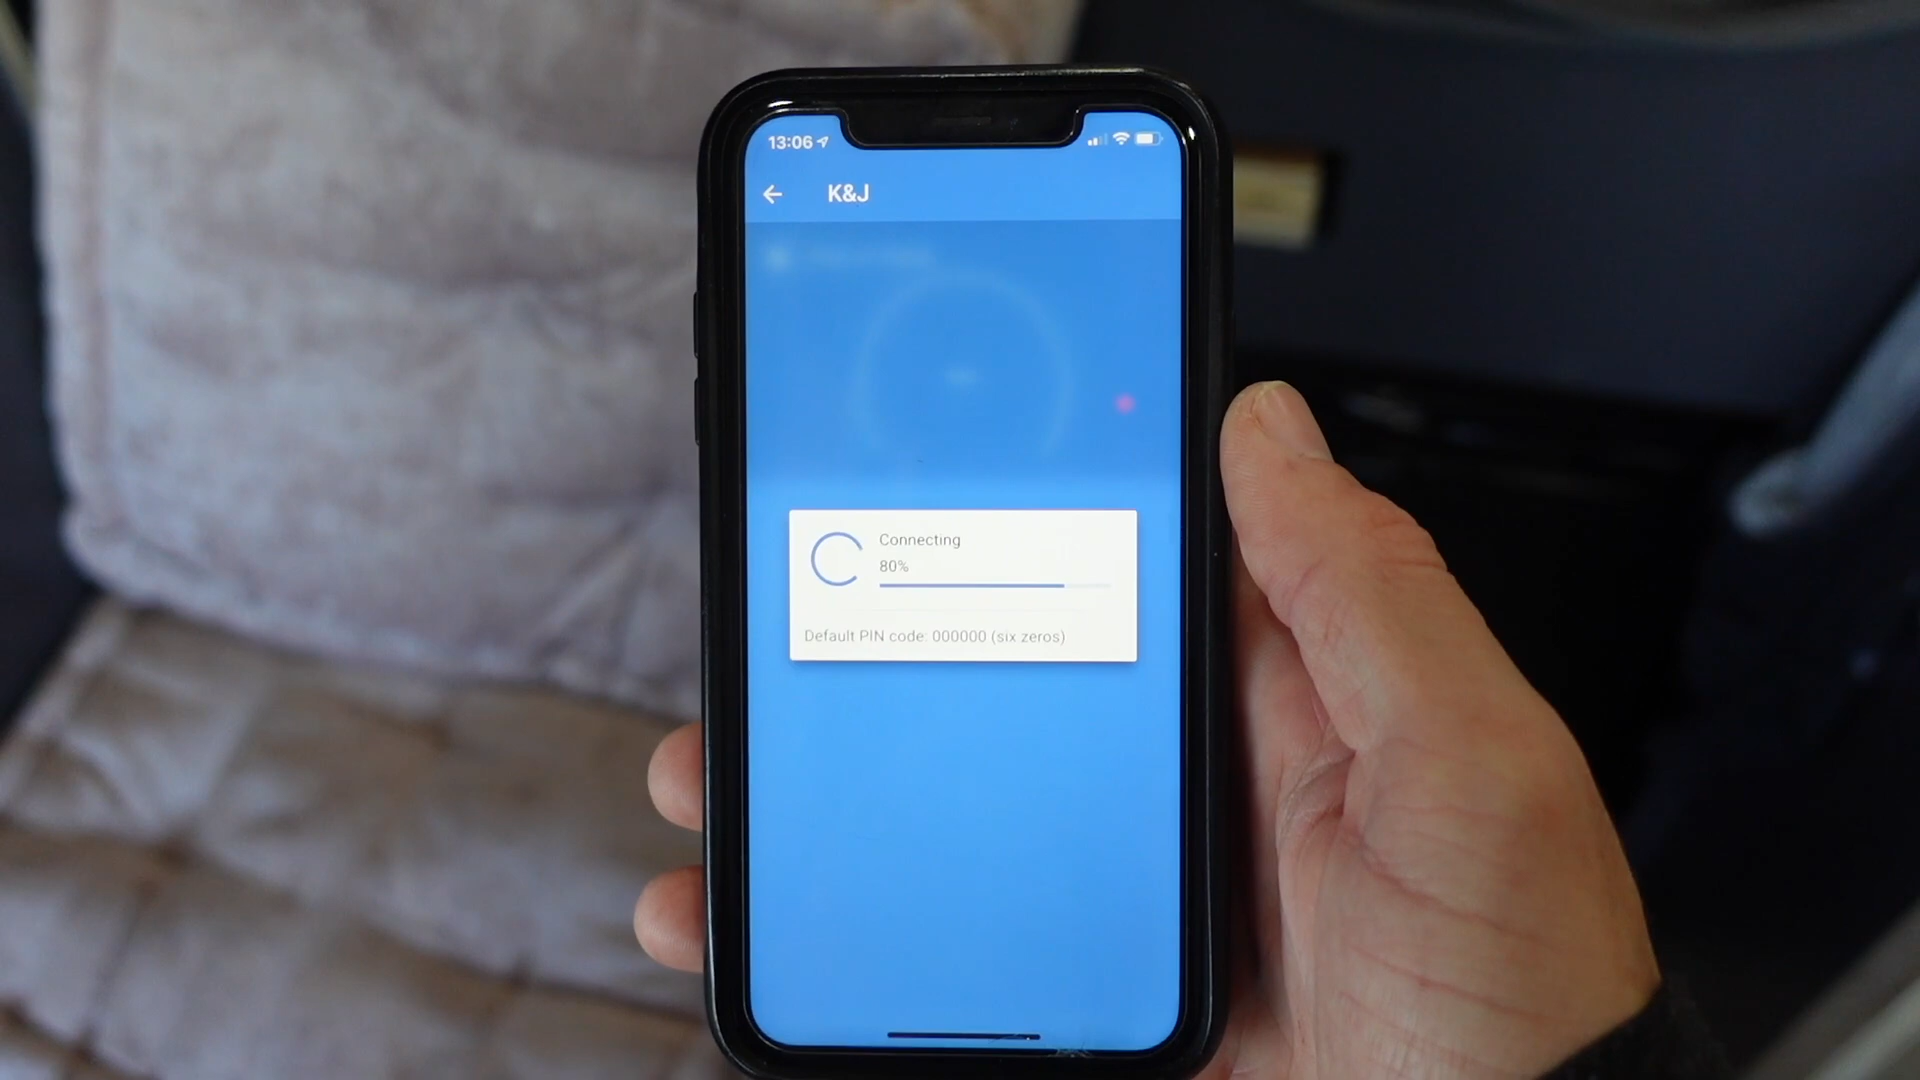 13:06
K&J
Connecting
80%
Default PIN code: 000000 (six zeros)